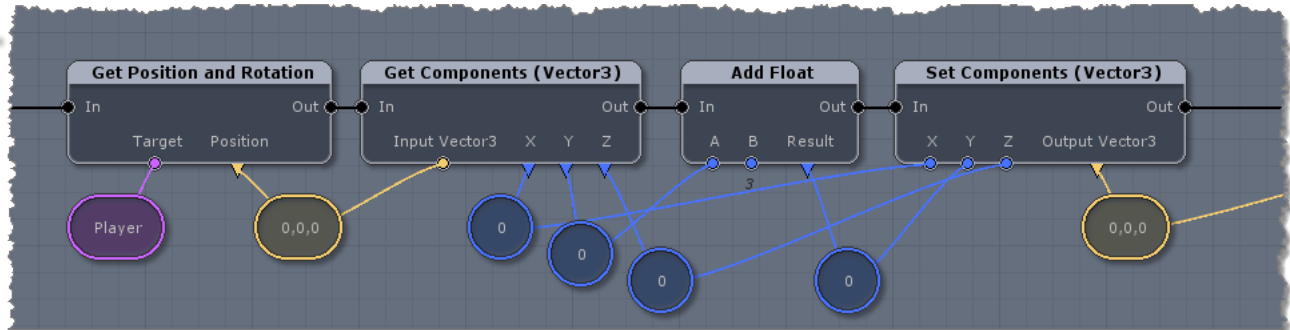 Get Position and Rotation
In Out
Target Position
Get Components (Vector3)
In Out
Input Vector3 X Y Z
Add Float
In Out
A B Result
3
Set Components (Vector3)
In Out
X Y Z Output Vector3
Player
0,0,0
0
0
0
0
0,0,0